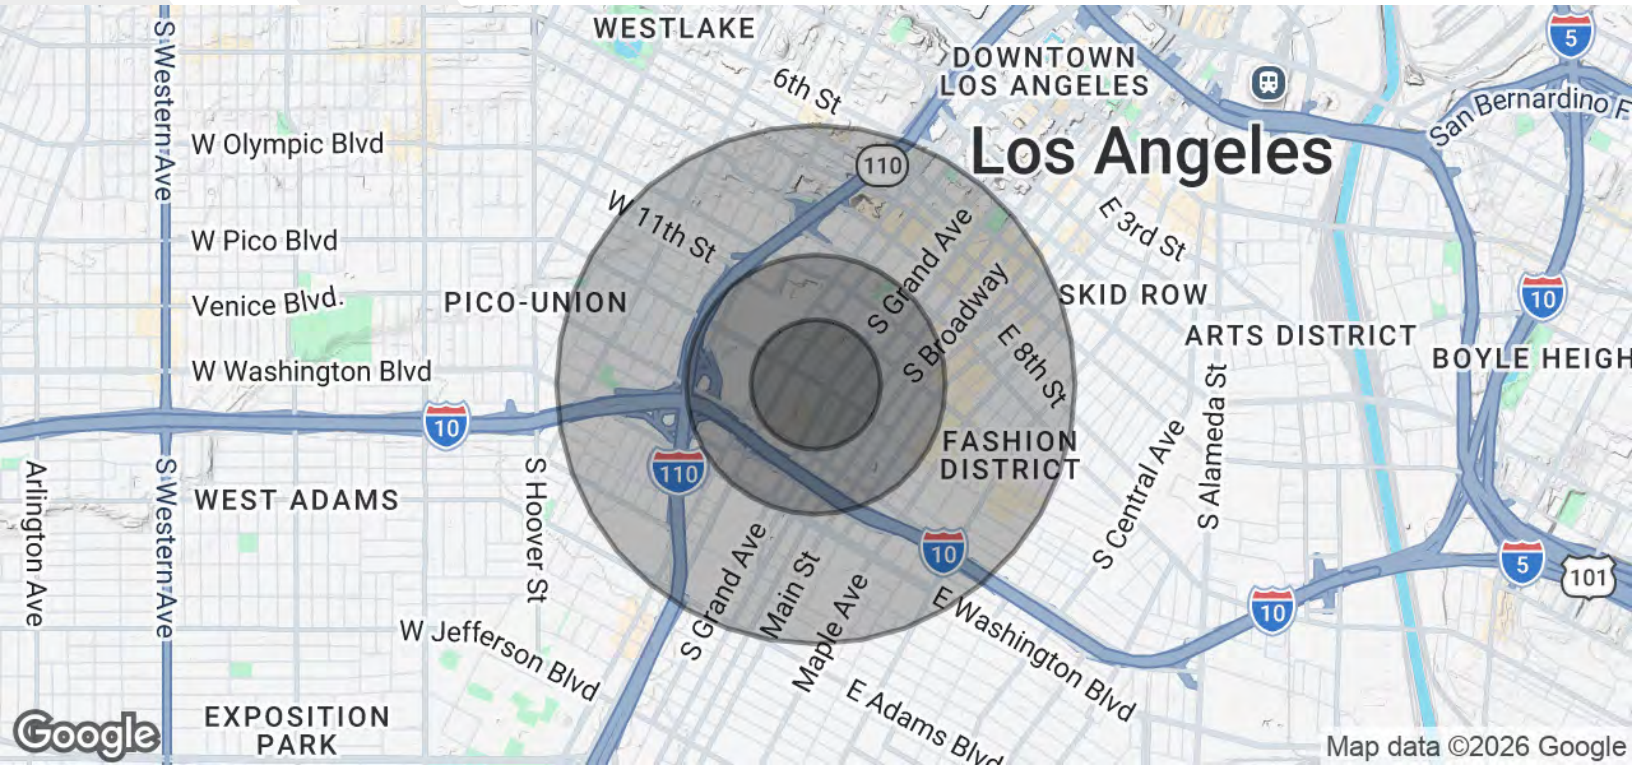 WESTLAKE
5
DOWNTOWN
LOS ANGELES
6th St
San Bernardino F
S Western Ave
W Olympic Blvd
110
Los Angeles
W 11th St
E 3rd St
W Pico Blvd
S Grand Ave
Venice Blvd.
PICO-UNION
S Broadway
SKID ROW
10
E 8th St
ARTS DISTRICT
BOYLE HEIGH
W Washington Blvd
10
FASHION
DISTRICT
110
S Central Ave
S Alameda St
Arlington Ave
S Western Ave
WEST ADAMS
S Hoover St
10
5
101
S Grand Ave
Main St
Maple Ave
E Washington Blvd
10
W Jefferson Blvd
E Adams Blvd
EXPOSITION
PARK
Google
Map data ©2026 Google